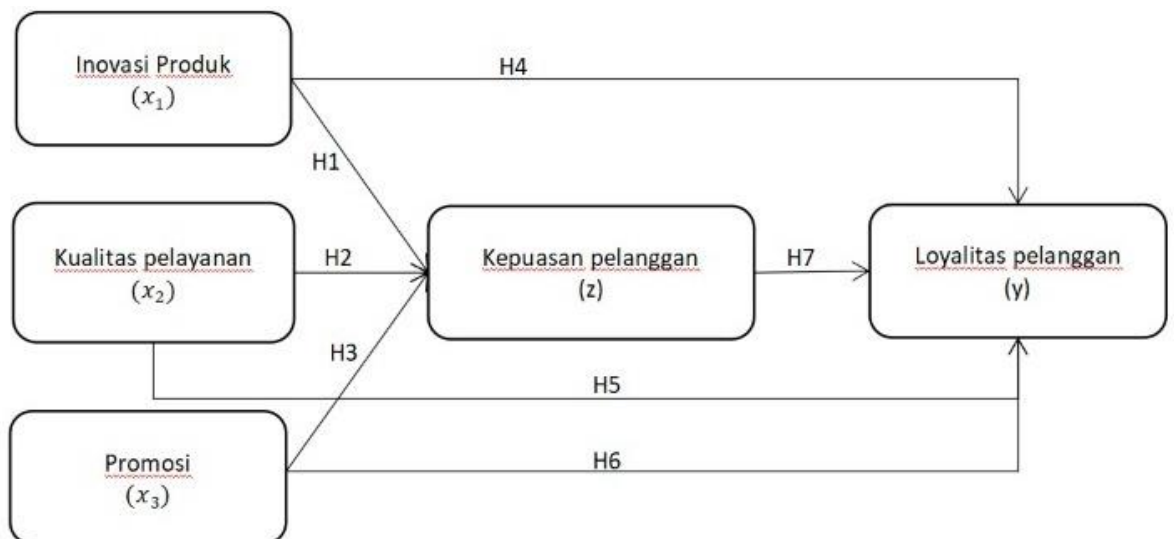 Inovasi Produk
(x₁)
H4
H1
Kualitas pelayanan
(x₂)
H2
Kepuasan pelanggan
(z)
H7
Loyalitas pelanggan
(y)
H3
H5
Promosi
(x₃)
H6